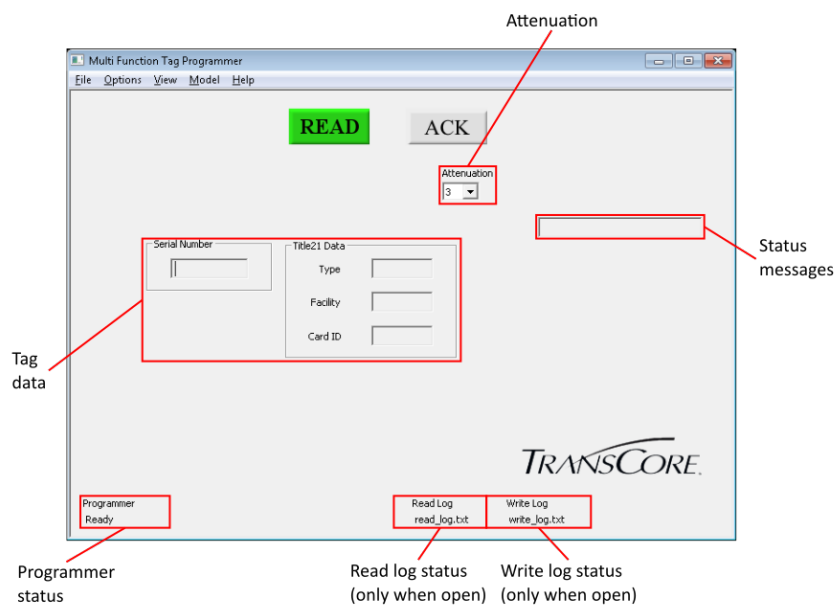 Attenuation
Multi Function Tag Programmer
File Options View Model Help
READ ACK
Attenuation
3
Serial Number
Title21 Data
Type
Facility
Card ID
Status
messages
Tag
data
TRANSCORE
Programmer
Ready
Read Log
read_log.txt
Write Log
write_log.txt
Programmer
status
Read log status
(only when open)
Write log status
(only when open)